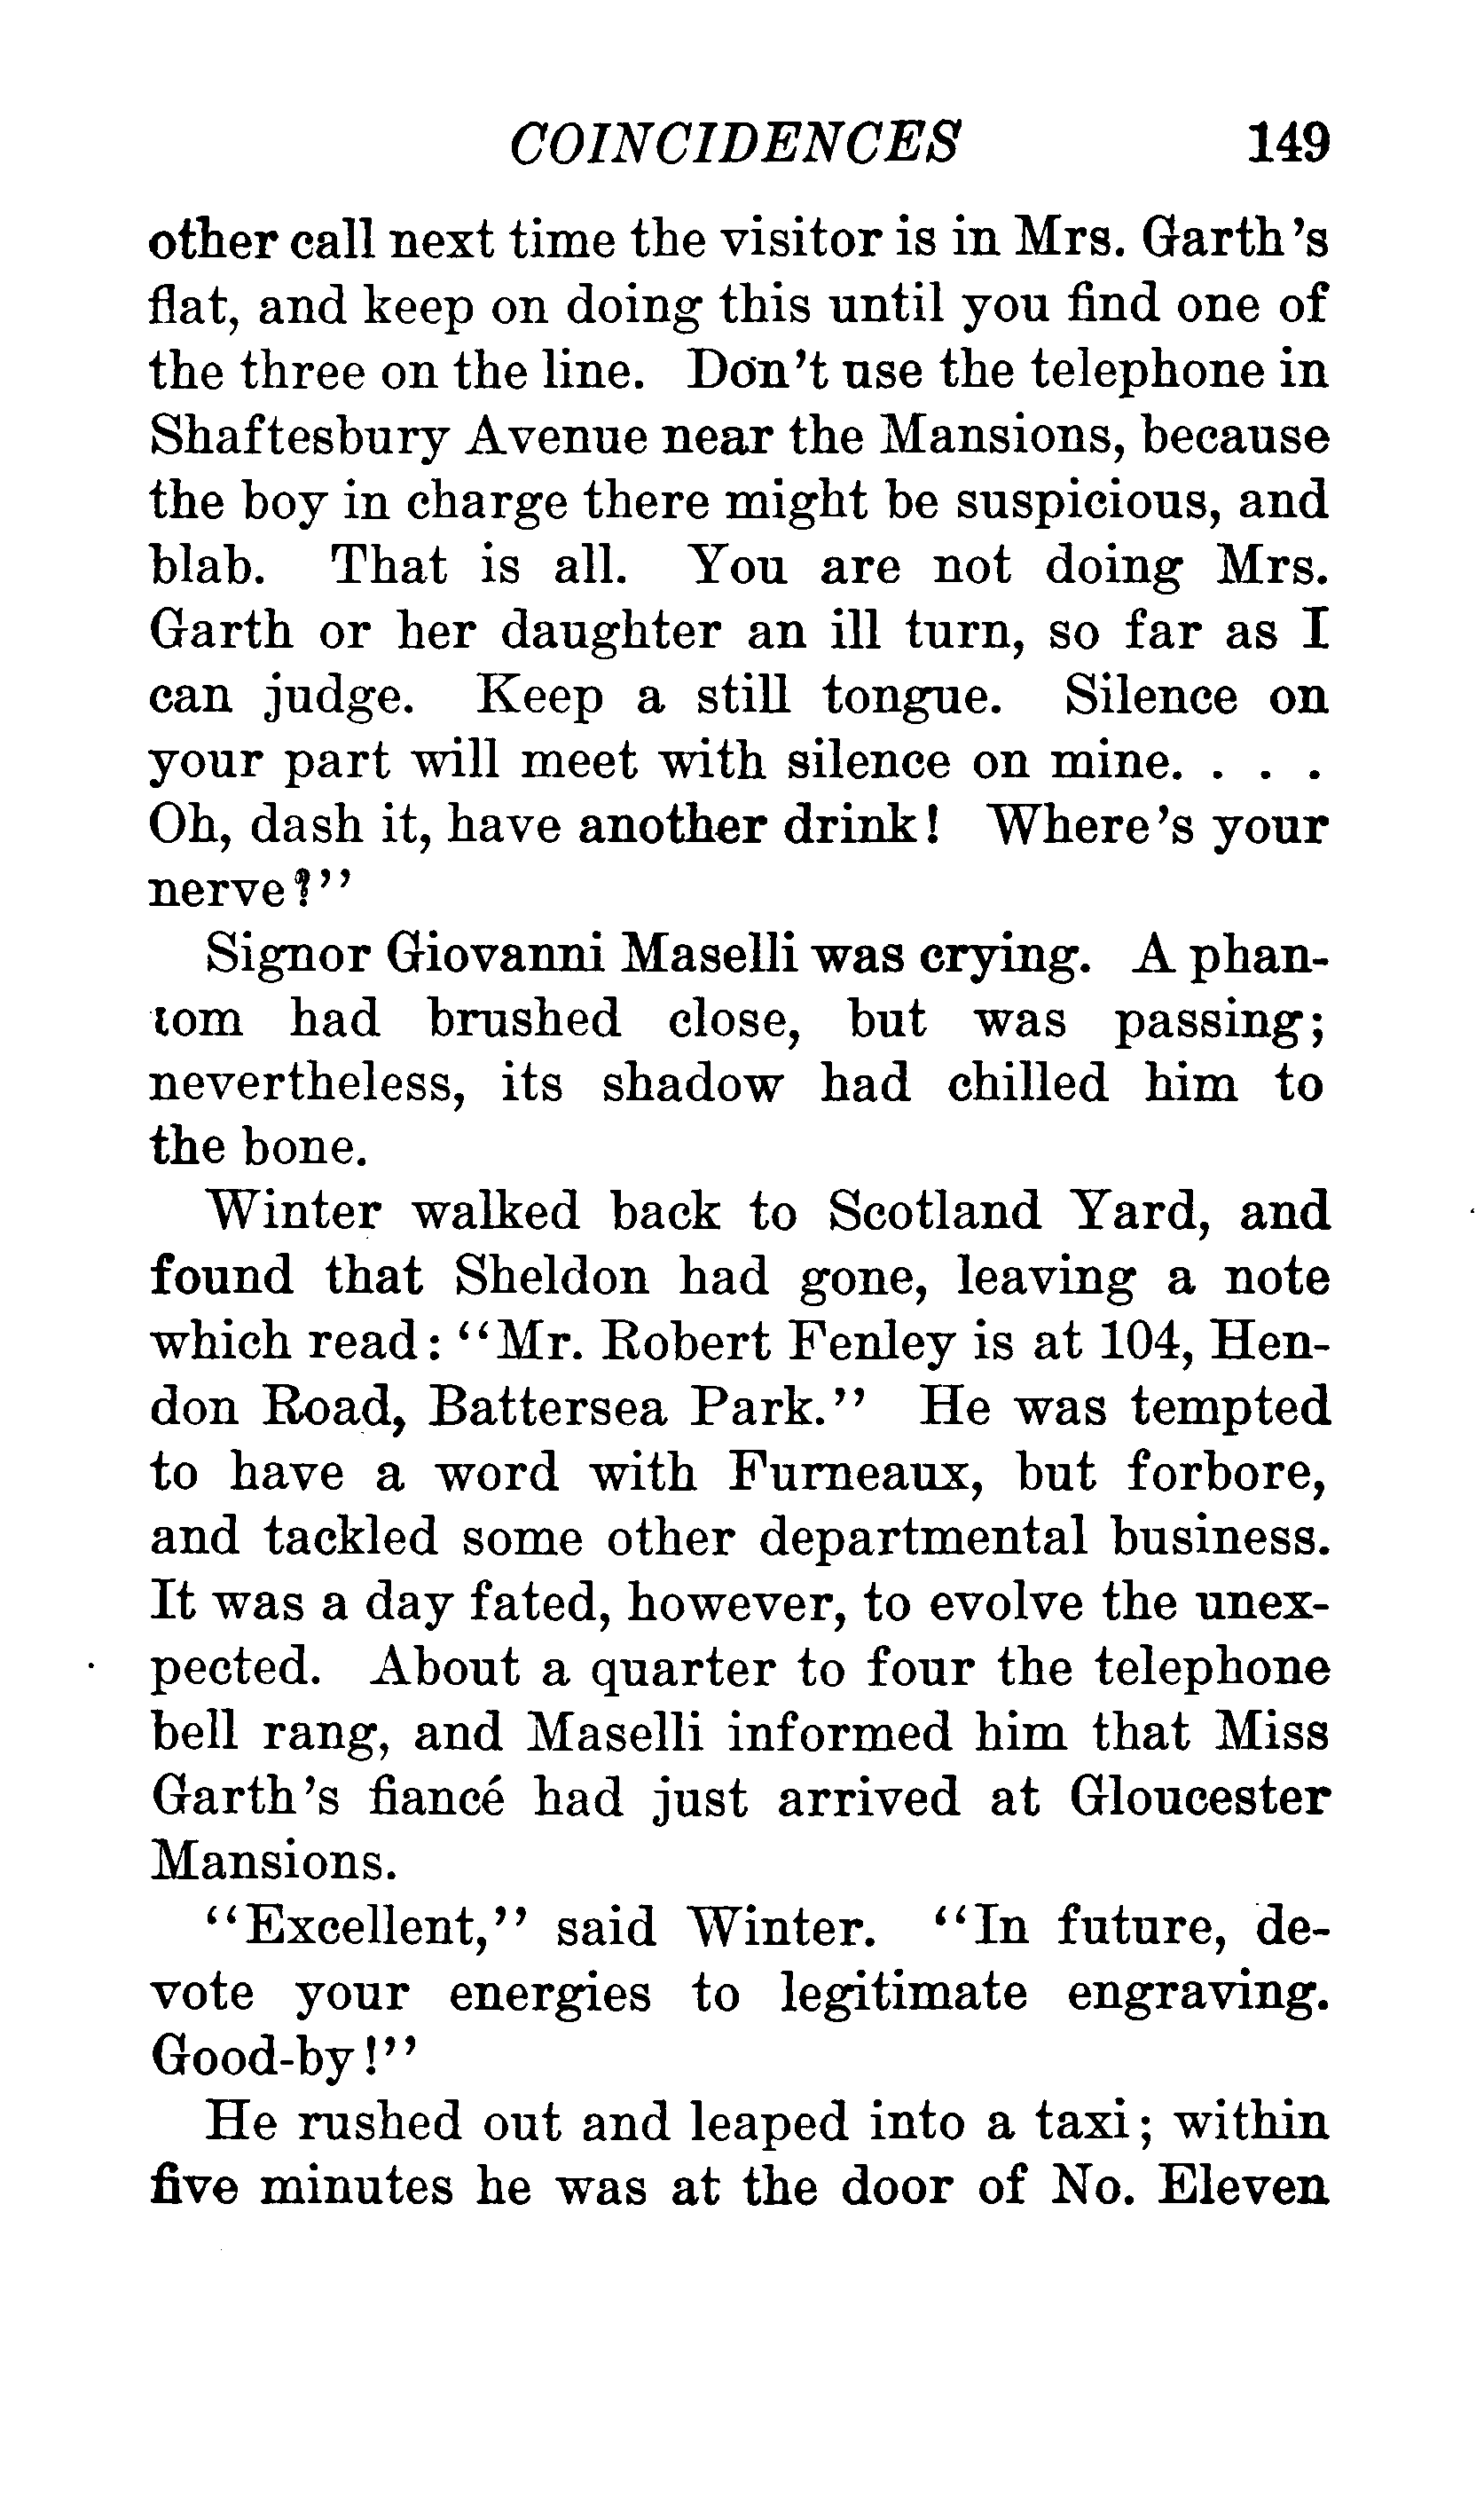 COINCIDENCES 149
other call next time the visitor is in Mrs. Garth's
flat, and keep on doing this until you find one of
the three on the line. Don't use the telephone in
Shaftesbury Avenue near the Mansions, because
the boy in charge there might be suspicious, and
blab. That is all. You are not doing Mrs.
Garth or her daughter an ill turn, so far as I
can judge. Keep a still tongue. Silence on
your part will meet with silence on mine. . . .
Oh, dash it, have another drink! Where's your
nerve?"
Signor Giovanni Maselli was crying. A phan-
tom had brushed close, but was passing;
nevertheless, its shadow had chilled him to
the bone.
Winter walked back to Scotland Yard, and
found that Sheldon had gone, leaving a note
which read: "Mr. Robert Fenley is at 104, Hen-
don Road, Battersea Park." He was tempted
to have a word with Furneaux, but forbore,
and tackled some other departmental business.
It was a day fated, however, to evolve the unex-
pected. About a quarter to four the telephone
bell rang, and Maselli informed him that Miss
Garth's fiancé had just arrived at Gloucester
Mansions.
"Excellent," said Winter. "In future, de-
vote your energies to legitimate engraving.
Good-by!"
He rushed out and leaped into a taxi; within
five minutes he was at the door of No. Eleven